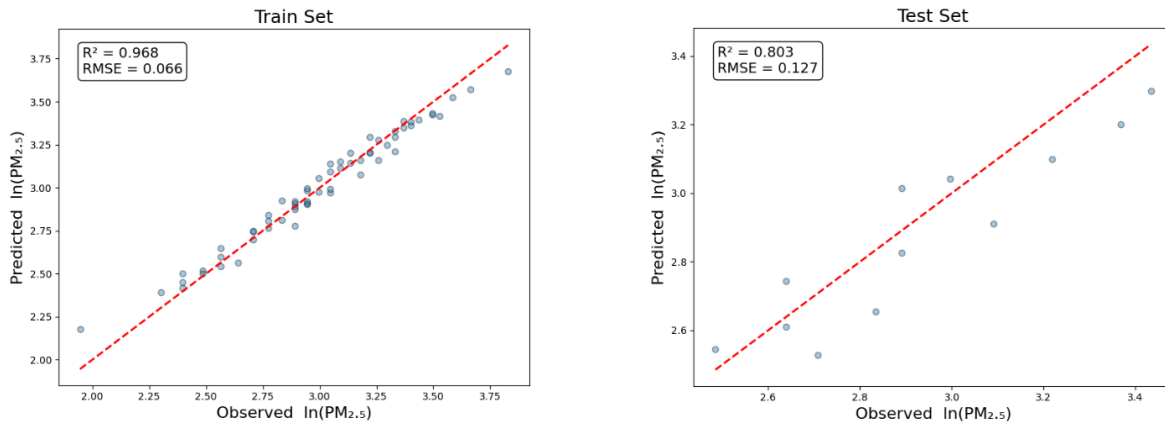 Train Set
R² = 0.968
RMSE = 0.066
3.75
3.50
3.25
3.00
2.75
2.50
2.25
2.00
Predicted ln(PM₂.₅)
2.00 2.25 2.50 2.75 3.00 3.25 3.50 3.75
Observed ln(PM₂.₅)
Test Set
R² = 0.803
RMSE = 0.127
3.4
3.2
3.0
2.8
2.6
Predicted ln(PM₂.₅)
2.6 2.8 3.0 3.2 3.4
Observed ln(PM₂.₅)